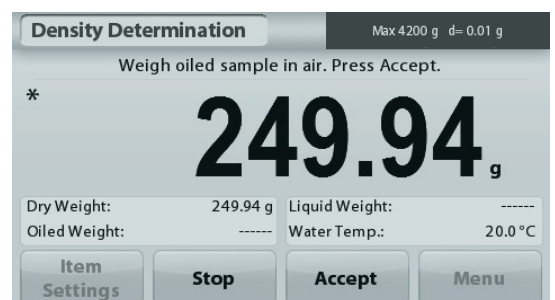 Density Determination
Max 4200 g d= 0.01 g
Weigh oiled sample in air. Press Accept.
*
249.94 g
Dry Weight: 249.94 g Liquid Weight: ------
Oiled Weight: ------ Water Temp.: 20.0 °C
Item Settings
Stop
Accept
Menu